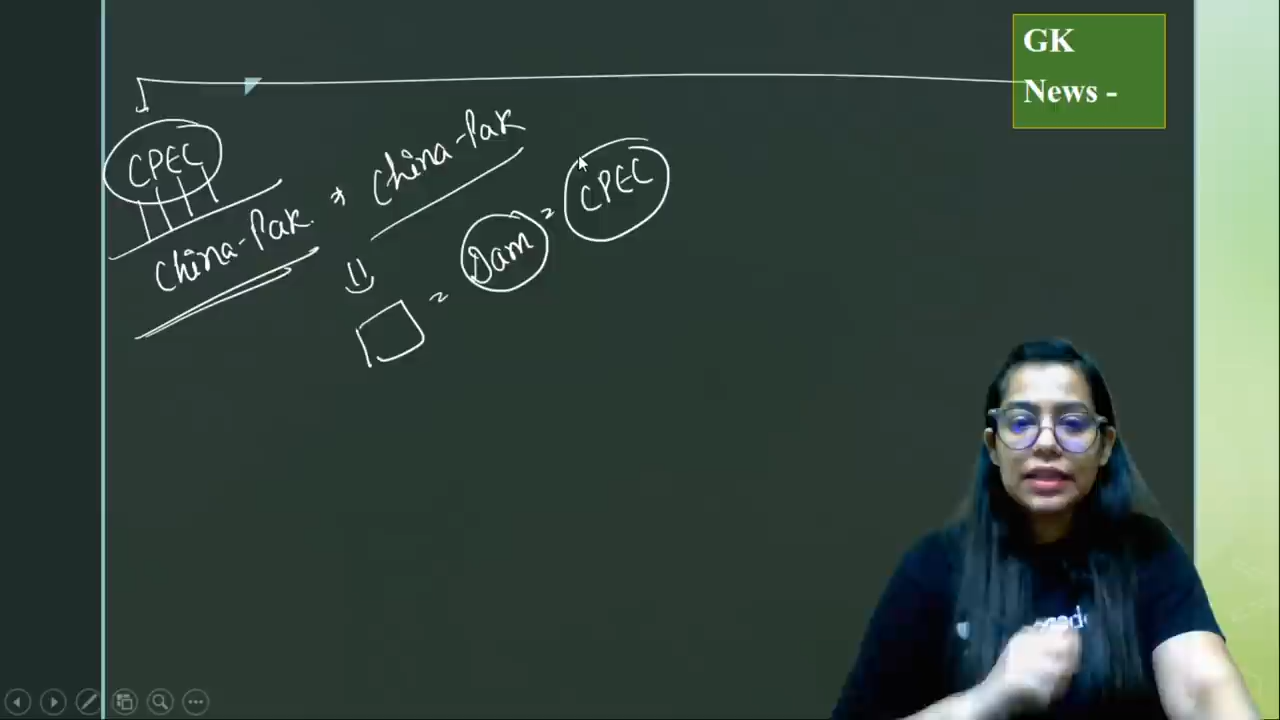 GK
News -
CPEC
China-Pak
* China-Pak
= Dam = CPEC